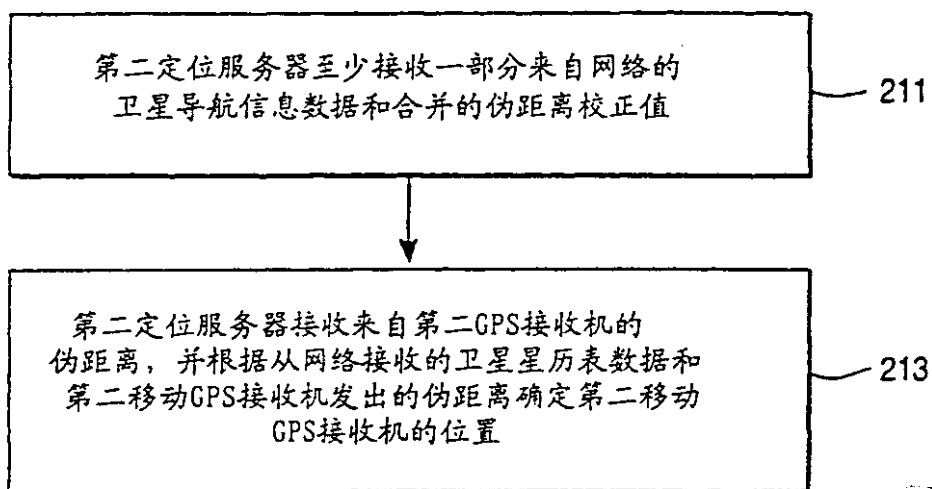 第二定位服务器至少接收一部分来自网络的
卫星导航信息数据和合并的伪距离校正值
211
第二定位服务器接收来自第二GPS接收机的
伪距离，并根据从网络接收的卫星星历表数据和
第二移动GPS接收机发出的伪距离确定第二移动
GPS接收机的位置
213